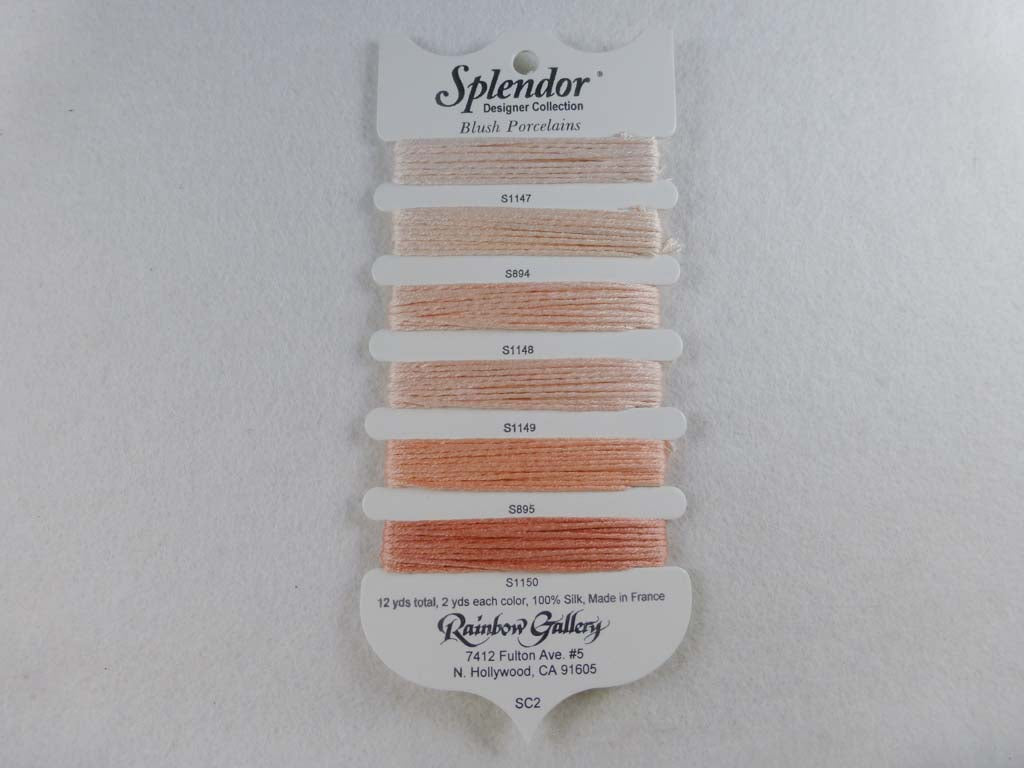 Splendor®
Designer Collection
Blush Porcelains
S1147
S894
S1148
S1149
S895
S1150
12 yds total, 2 yds each color, 100% Silk, Made in France
Rainbow Gallery
7412 Fulton Ave. #5
N. Hollywood, CA 91605
SC2